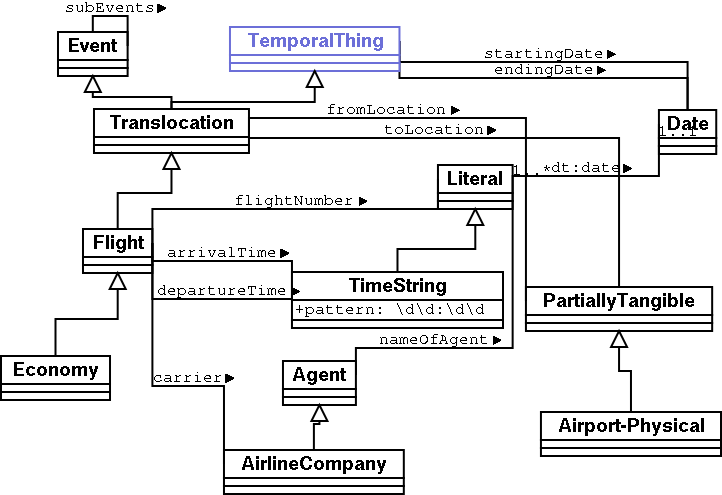 subEvents
Event
TemporalThing
startingDate
endingDate
Translocation
fromLocation
toLocation
Date
1..1
Literal
1..*dt:date
flightNumber
Flight
arrivalTime
departureTime
TimeString
+pattern: \d\d:\d\d
PartiallyTangible
nameOfAgent
Economy
carrier
Agent
Airport-Physical
AirlineCompany